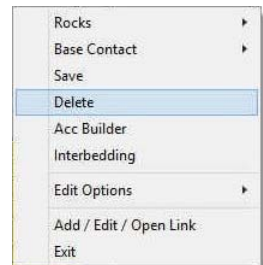 Rocks
Base Contact
Save
Delete
Acc Builder
Interbedding
Edit Options
Add / Edit / Open Link
Exit